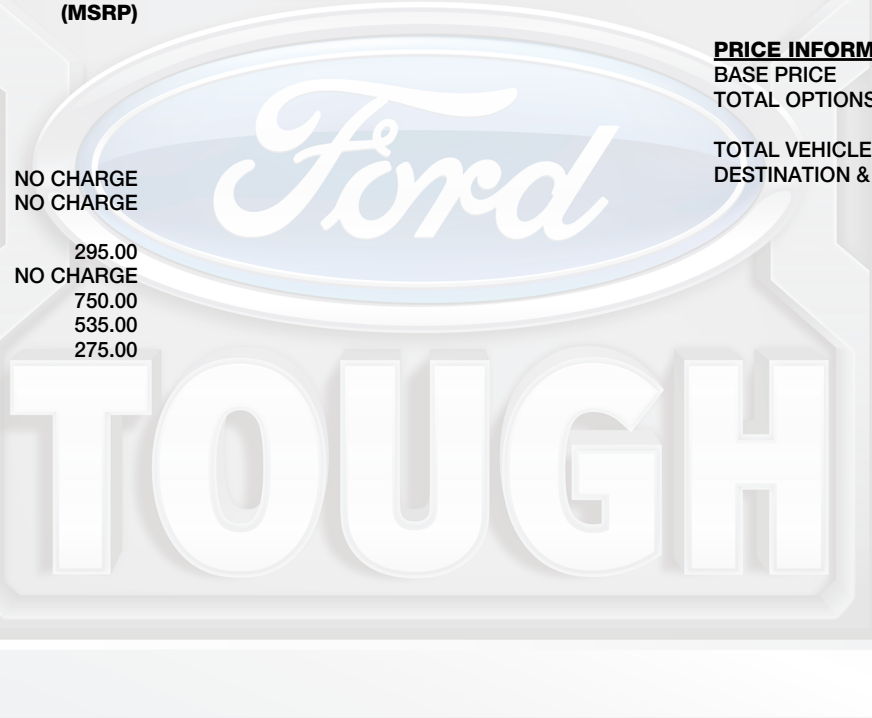 (MSRP)
NO CHARGE
NO CHARGE
295.00
NO CHARGE
750.00
535.00
275.00
PRICE INFORM
BASE PRICE
TOTAL OPTIONS
TOTAL VEHICLE
DESTINATION &
Ford
TOUGH